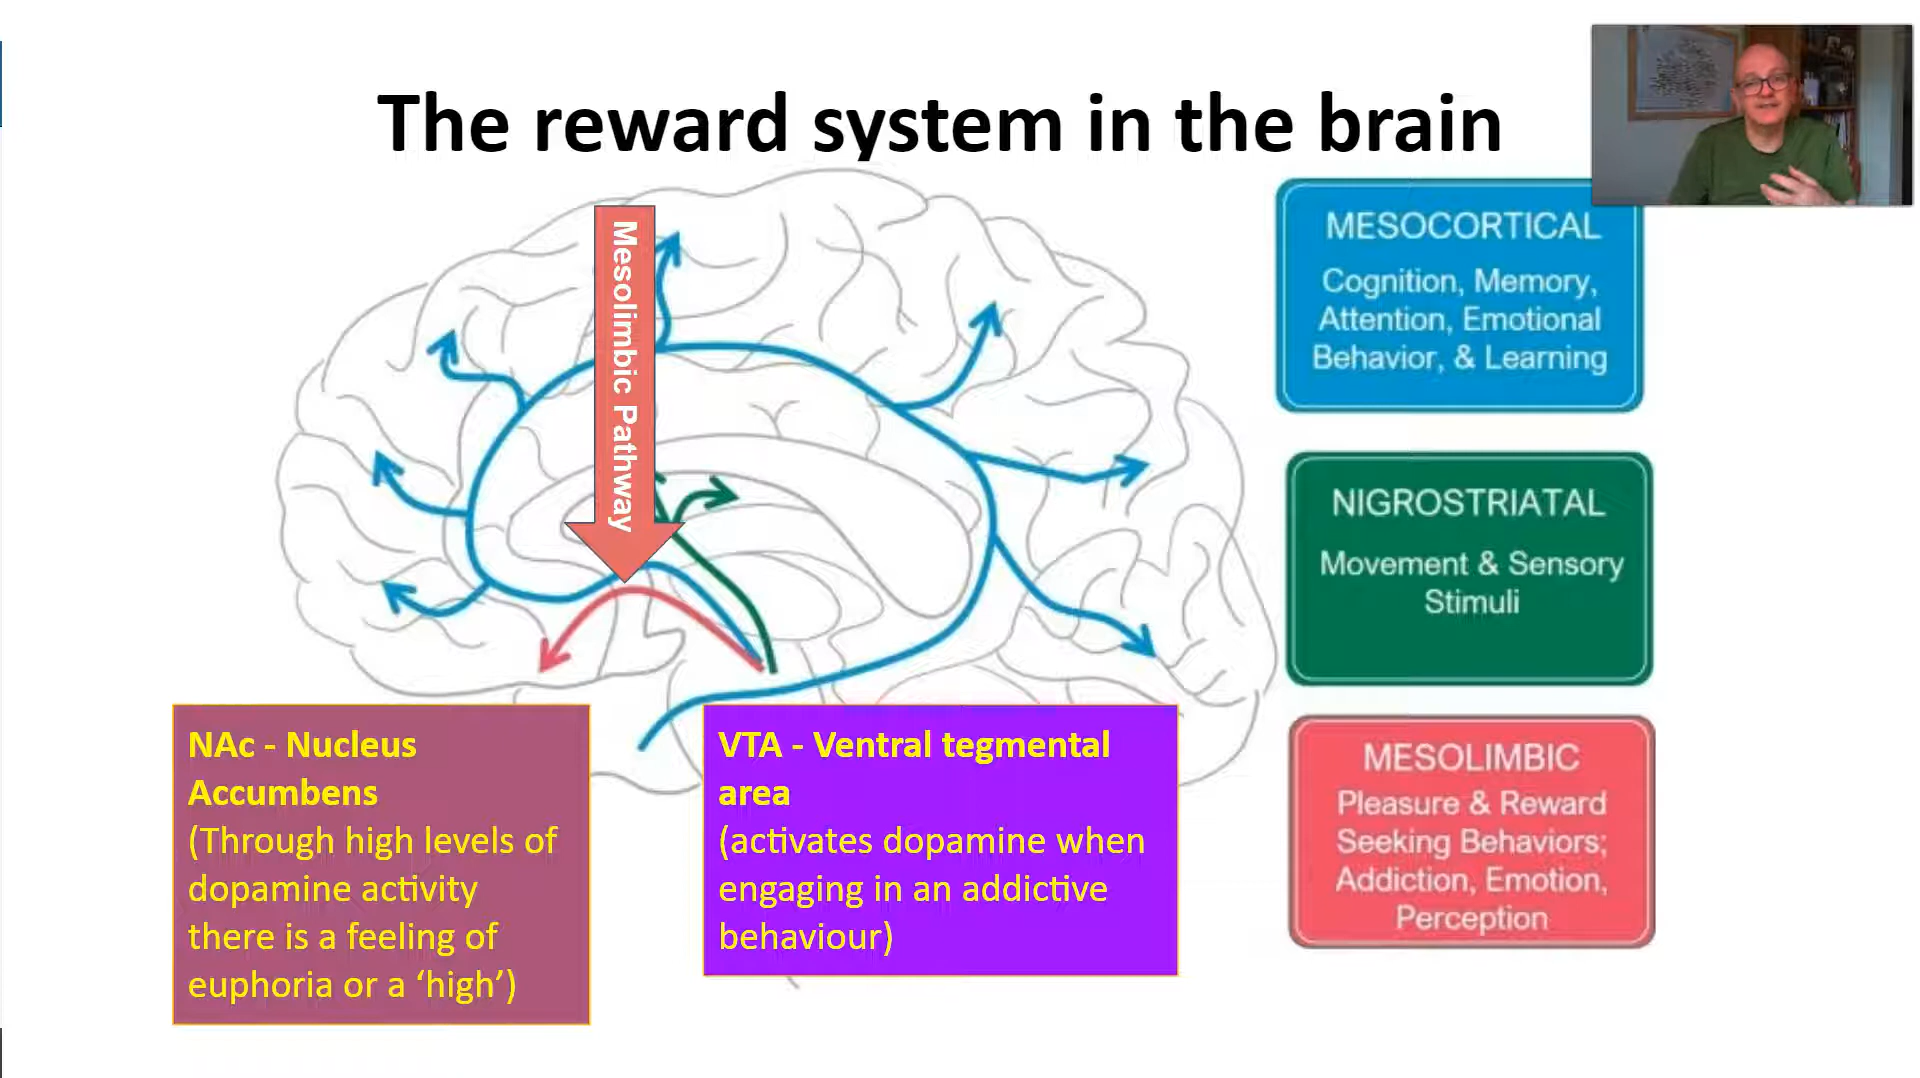 The reward system in the brain
Mesolimbic Pathway
MESOCORTICAL
Cognition, Memory,
Attention, Emotional
Behavior, & Learning
NIGROSTRIATAL
Movement & Sensory
Stimuli
MESOLIMBIC
Pleasure & Reward
Seeking Behaviors;
Addiction, Emotion,
Perception
NAc - Nucleus
Accumbens
(Through high levels of
dopamine activity
there is a feeling of
euphoria or a ‘high’)
VTA - Ventral tegmental
area
(activates dopamine when
engaging in an addictive
behaviour)